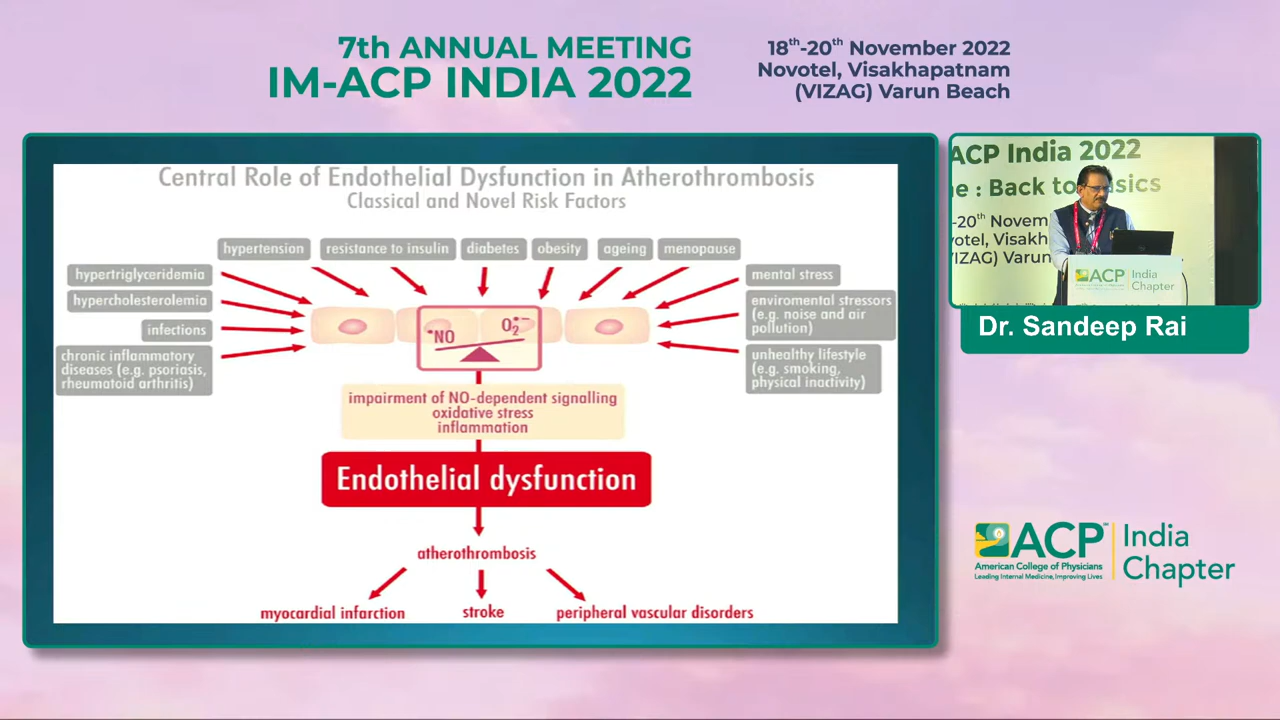 7th ANNUAL MEETING
IM-ACP INDIA 2022
18th-20th November 2022
Novotel, Visakhapatnam
(VIZAG) Varun Beach
Central Role of Endothelial Dysfunction in Atherothrombosis
Classical and Novel Risk Factors
hypertension
resistance to insulin
diabetes
obesity
ageing
menopause
hypertriglyceridemia
hypercholesterolemia
infections
chronic inflammatory
diseases (e.g. psoriasis,
rheumatoid arthritis)
mental stress
enviromental stressors
(e.g. noise and air
pollution)
unhealthy lifestyle
(e.g. smoking,
physical inactivity)
•NO
O2•−
impairment of NO-dependent signalling
oxidative stress
inflammation
Endothelial dysfunction
atherothrombosis
myocardial infarction
stroke
peripheral vascular disorders
ACP India 2022
e : Back to
sics
-20th Novem
votel, Visakh
VIZAG) Varun
ACP
India
Chapter
Dr. Sandeep Rai
ACP
American College of Physicians
Leading Internal Medicine, Improving Lives
India
Chapter